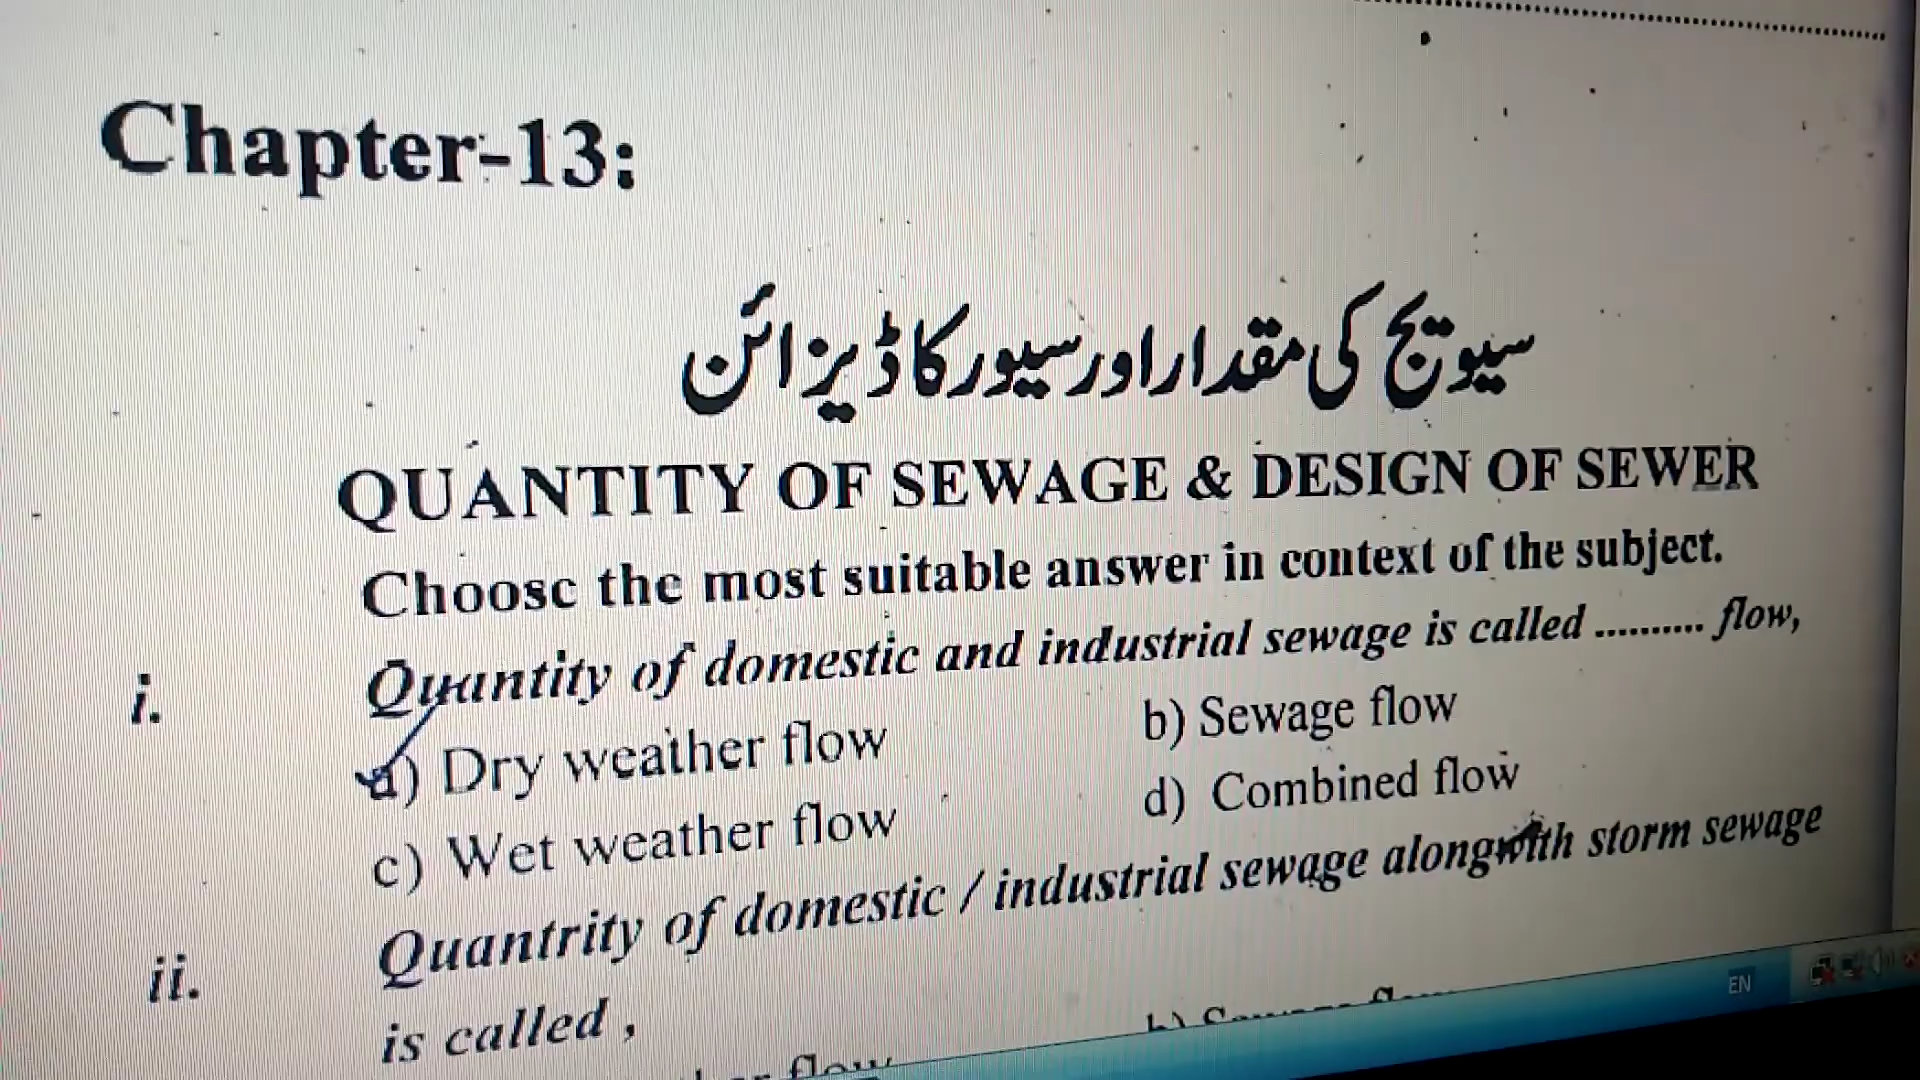 Chapter-13:
سیوریج کی مقدار اور سیور کا ڈیزائن
QUANTITY OF SEWAGE & DESIGN OF SEWER
Choosc the most suitable answer in context of the subject.
i. Quantity of domestic and industrial sewage is called .......... flow,
a) Dry weather flow b) Sewage flow
c) Wet weather flow d) Combined flow
ii. Quantrity of domestic / industrial sewage alongwith storm sewage
is called ,
flow
EN